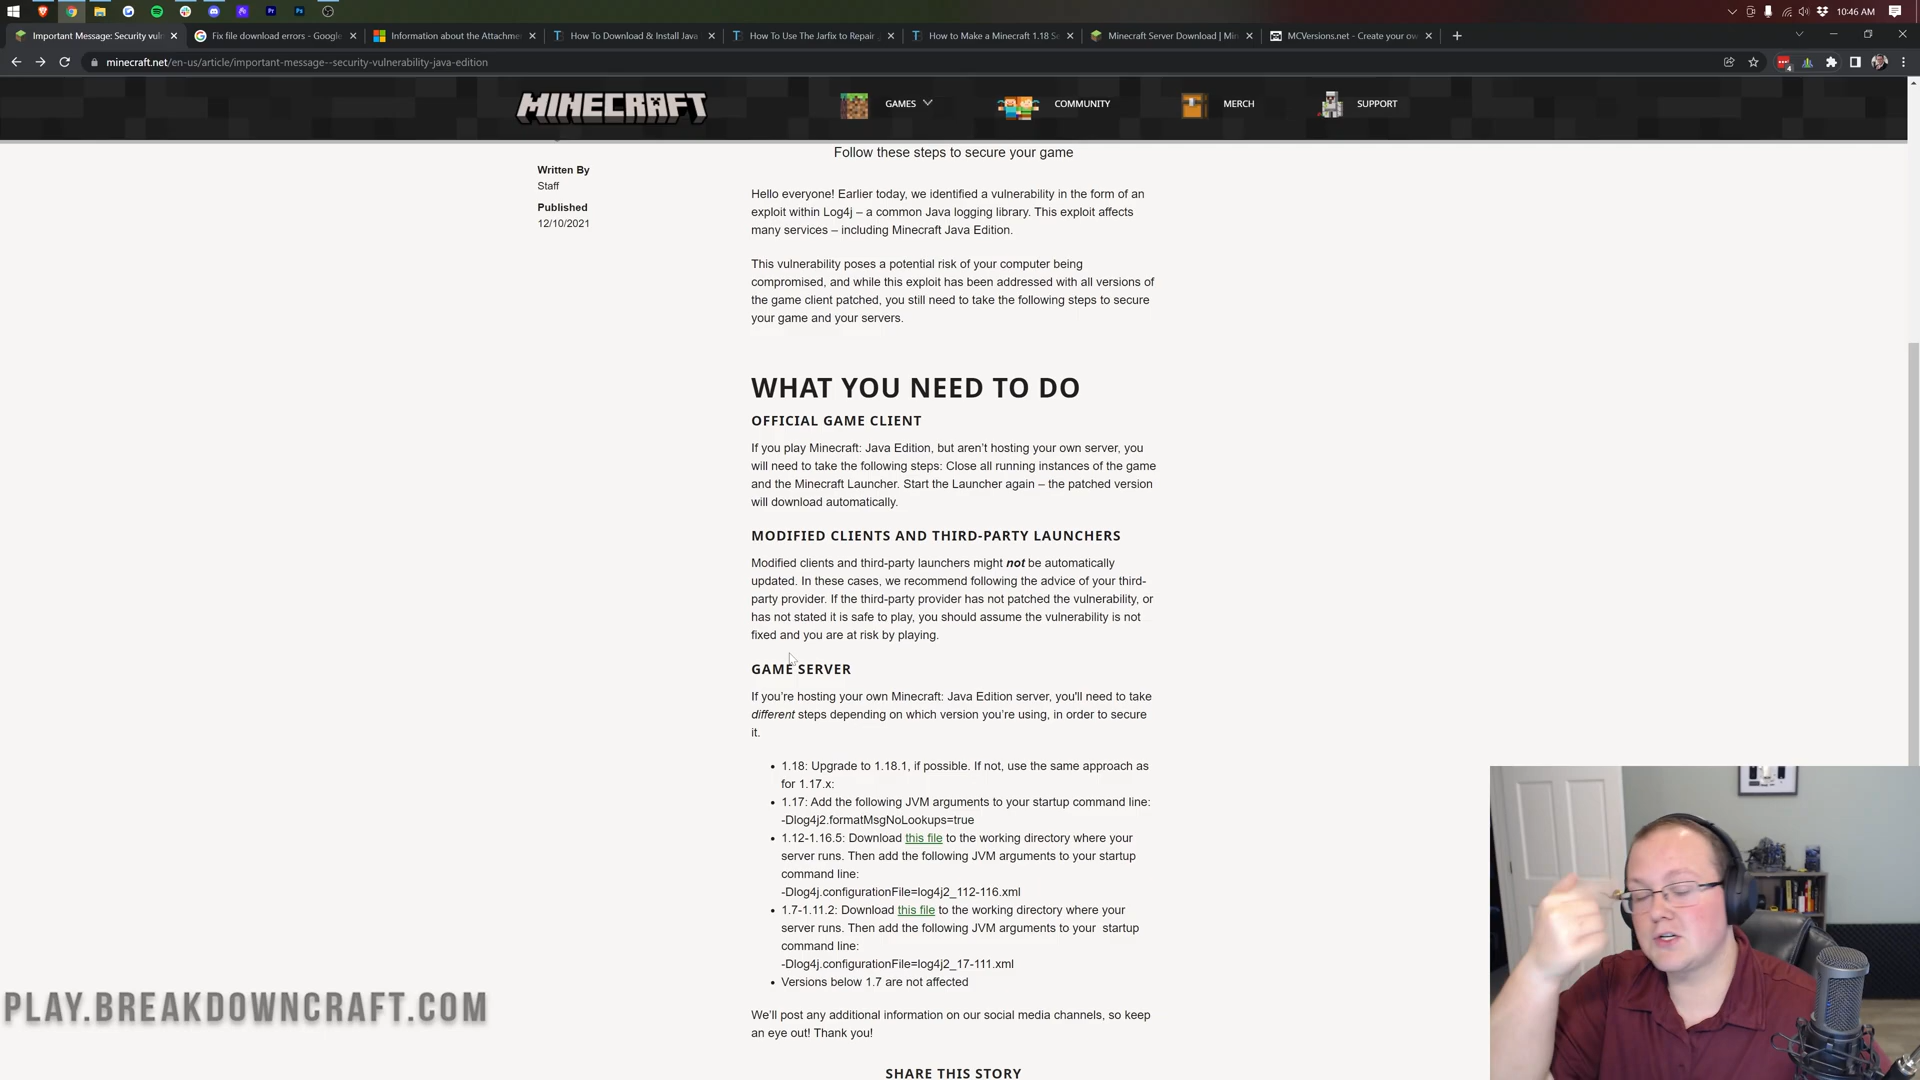 10:46 AM
Important Message: Security vul
Fix file download errors - Google
Information about the Attachme
How To Download & Install Java
How To Use The Jarfix to Repair
How to Make a Minecraft 1.18 Se
Minecraft Server Download | Min
MCVersions.net - Create your ow
minecraft.net/en-us/article/important-message--security-vulnerability-java-edition
MINECRAFT
GAMES
COMMUNITY
MERCH
SUPPORT
Written By
Staff
Published
12/10/2021
Follow these steps to secure your game
Hello everyone! Earlier today, we identified a vulnerability in the form of an
exploit within Log4j – a common Java logging library. This exploit affects
many services – including Minecraft Java Edition.
This vulnerability poses a potential risk of your computer being
compromised, and while this exploit has been addressed with all versions of
the game client patched, you still need to take the following steps to secure
your game and your servers.
WHAT YOU NEED TO DO
OFFICIAL GAME CLIENT
If you play Minecraft: Java Edition, but aren't hosting your own server, you
will need to take the following steps: Close all running instances of the game
and the Minecraft Launcher. Start the Launcher again – the patched version
will download automatically.
MODIFIED CLIENTS AND THIRD-PARTY LAUNCHERS
Modified clients and third-party launchers might not be automatically
updated. In these cases, we recommend following the advice of your third-
party provider. If the third-party provider has not patched the vulnerability, or
has not stated it is safe to play, you should assume the vulnerability is not
fixed and you are at risk by playing.
GAME SERVER
If you're hosting your own Minecraft: Java Edition server, you'll need to take
different steps depending on which version you're using, in order to secure
it.
• 1.18: Upgrade to 1.18.1, if possible. If not, use the same approach as
for 1.17.x:
• 1.17: Add the following JVM arguments to your startup command line:
-Dlog4j2.formatMsgNoLookups=true
• 1.12-1.16.5: Download this file to the working directory where your
server runs. Then add the following JVM arguments to your startup
command line:
-Dlog4j.configurationFile=log4j2_112-116.xml
• 1.7-1.11.2: Download this file to the working directory where your
server runs. Then add the following JVM arguments to your startup
command line:
-Dlog4j.configurationFile=log4j2_17-111.xml
• Versions below 1.7 are not affected
We'll post any additional information on our social media channels, so keep
an eye out! Thank you!
SHARE THIS STORY
PLAY.BREAKDOWNCRAFT.COM